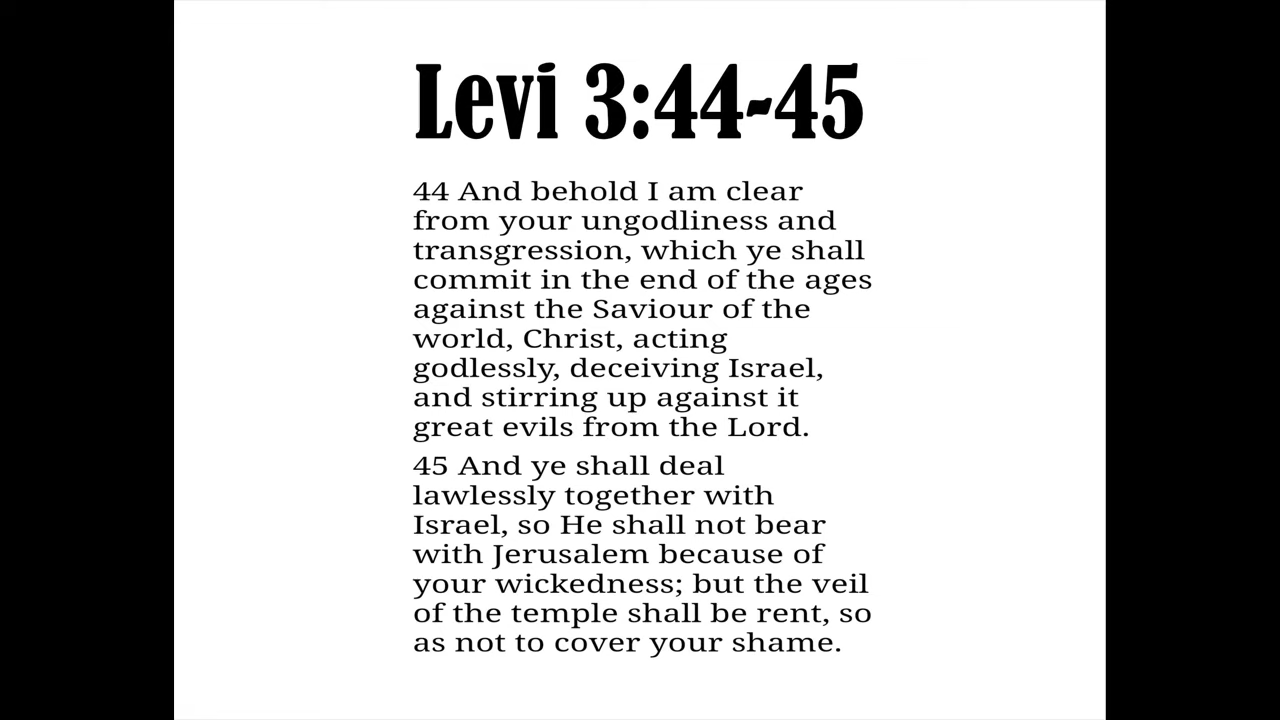 Levi 3:44-45
44 And behold I am clear
from your ungodliness and
transgression, which ye shall
commit in the end of the ages
against the Saviour of the
world, Christ, acting
godlessly, deceiving Israel,
and stirring up against it
great evils from the Lord.
45 And ye shall deal
lawlessly together with
Israel, so He shall not bear
with Jerusalem because of
your wickedness; but the veil
of the temple shall be rent, so
as not to cover your shame.